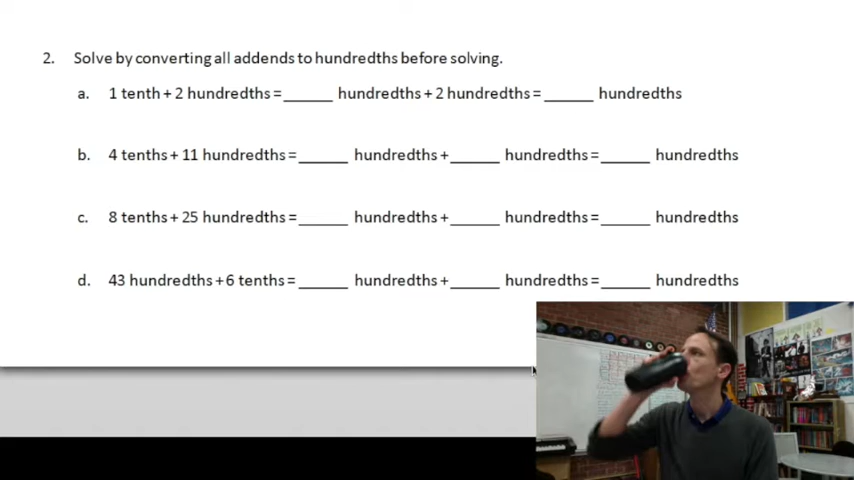 2. Solve by converting all addends to hundredths before solving.
a. 1 tenth + 2 hundredths = ______ hundredths + 2 hundredths = ______ hundredths
b. 4 tenths + 11 hundredths = ______ hundredths + ______ hundredths = ______ hundredths
c. 8 tenths + 25 hundredths = ______ hundredths + ______ hundredths = ______ hundredths
d. 43 hundredths + 6 tenths = ______ hundredths + ______ hundredths = ______ hundredths